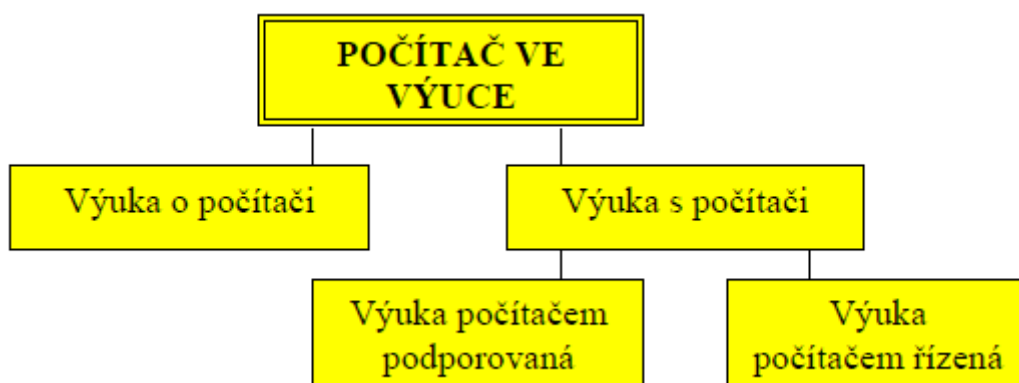 POČÍTAČ VE
VÝUCE
Výuka o počítači
Výuka s počítači
Výuka počítačem
podporovaná
Výuka
počítačem řízená